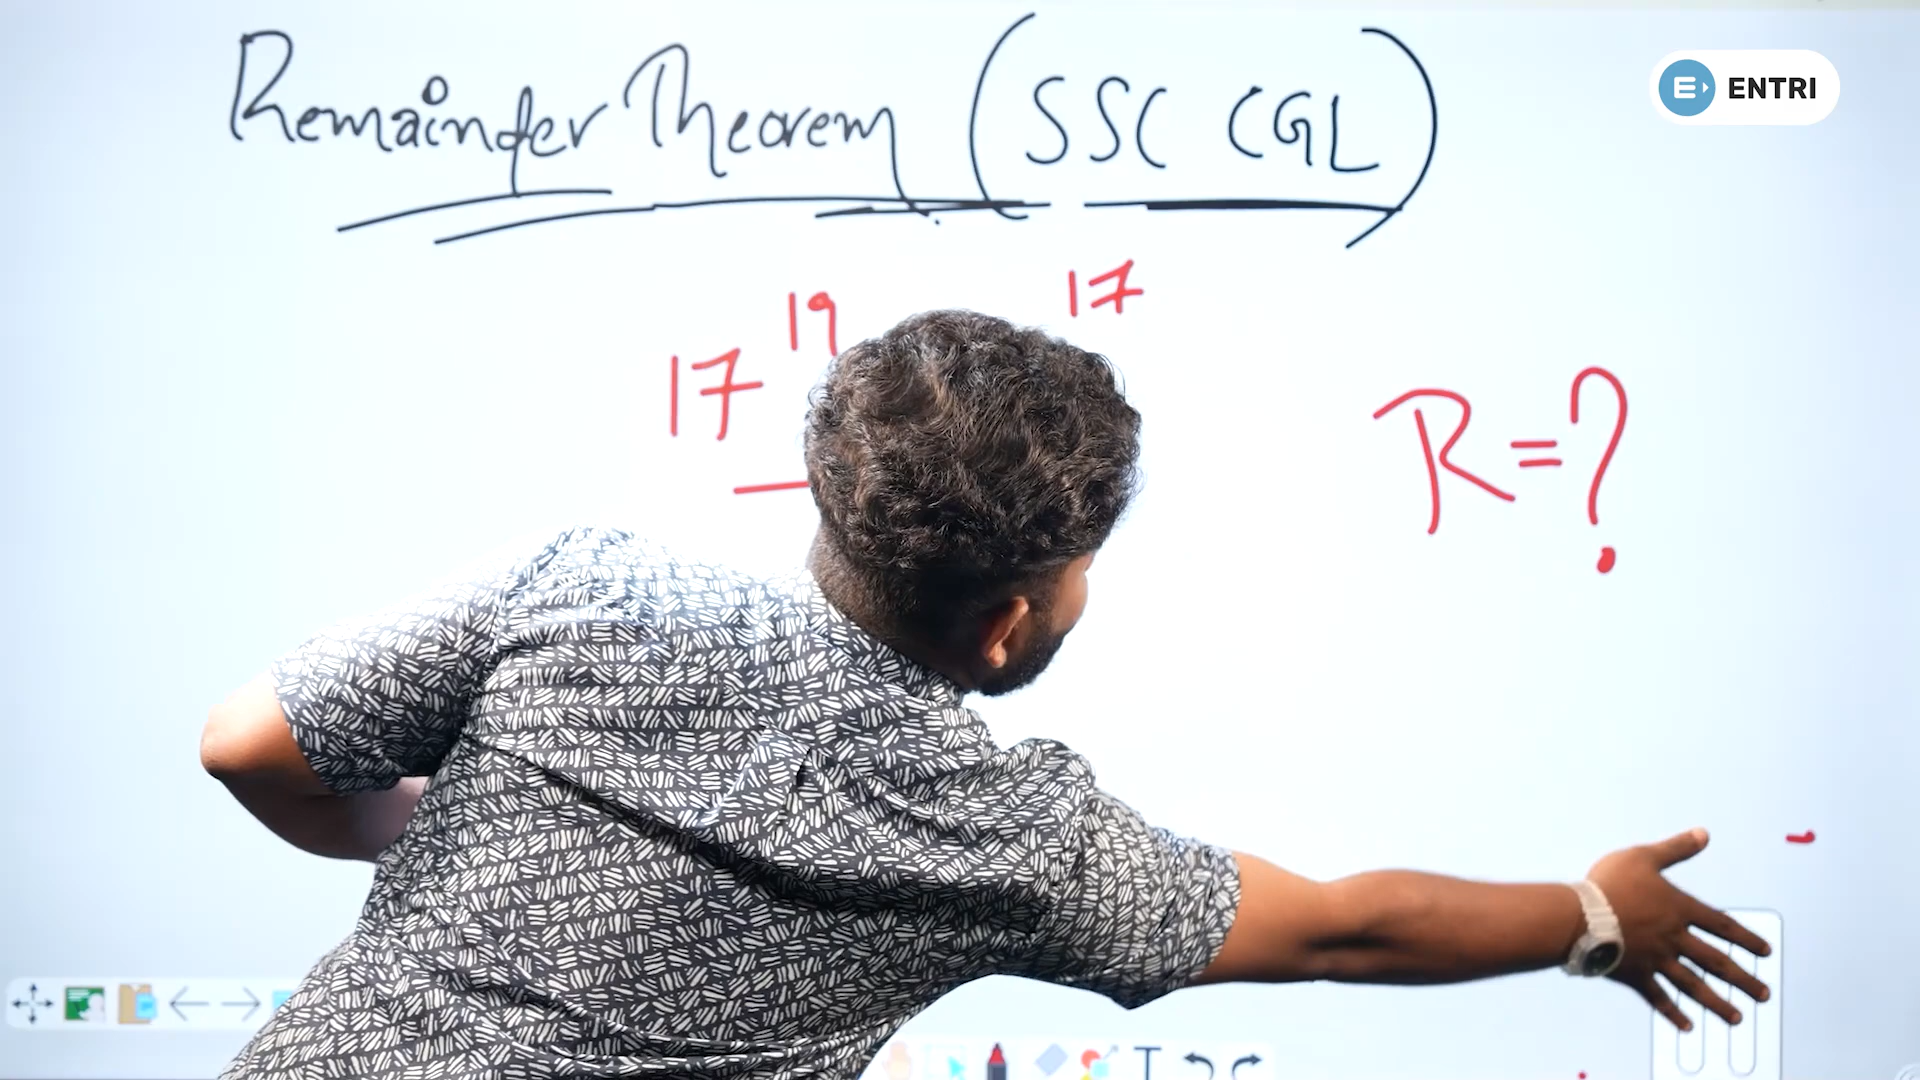 Remainder Theorem (SSC CGL)
ENTRI
17 19 17
R=?
T